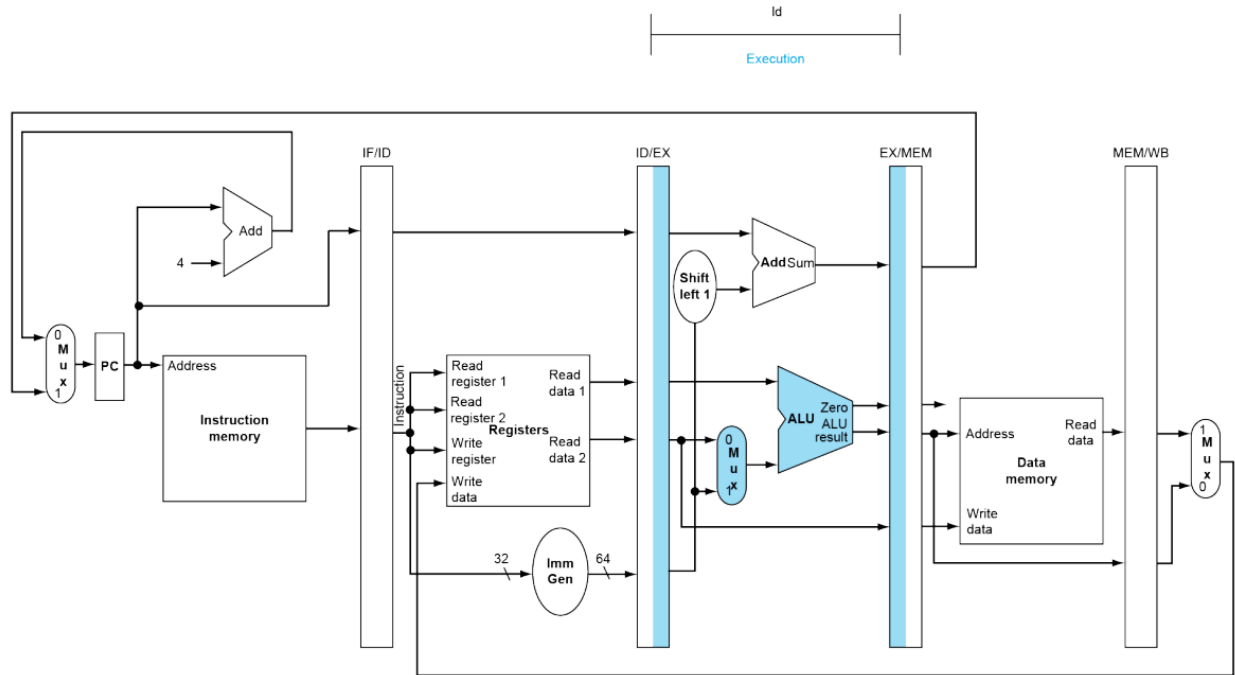 Id
Execution
IF/ID
ID/EX
EX/MEM
MEM/WB
Add
4
Shift
left 1
Add Sum
0
M
u
x
1
PC
Address
Instruction
memory
Instruction
Read
register 1
Read
register 2
Registers
Write
register
Write
data
Read
data 1
Read
data 2
32
Imm
Gen
64
0
M
u
x
1
ALU
Zero
ALU
result
Address
Read
data
Data
memory
Write
data
1
M
u
x
0